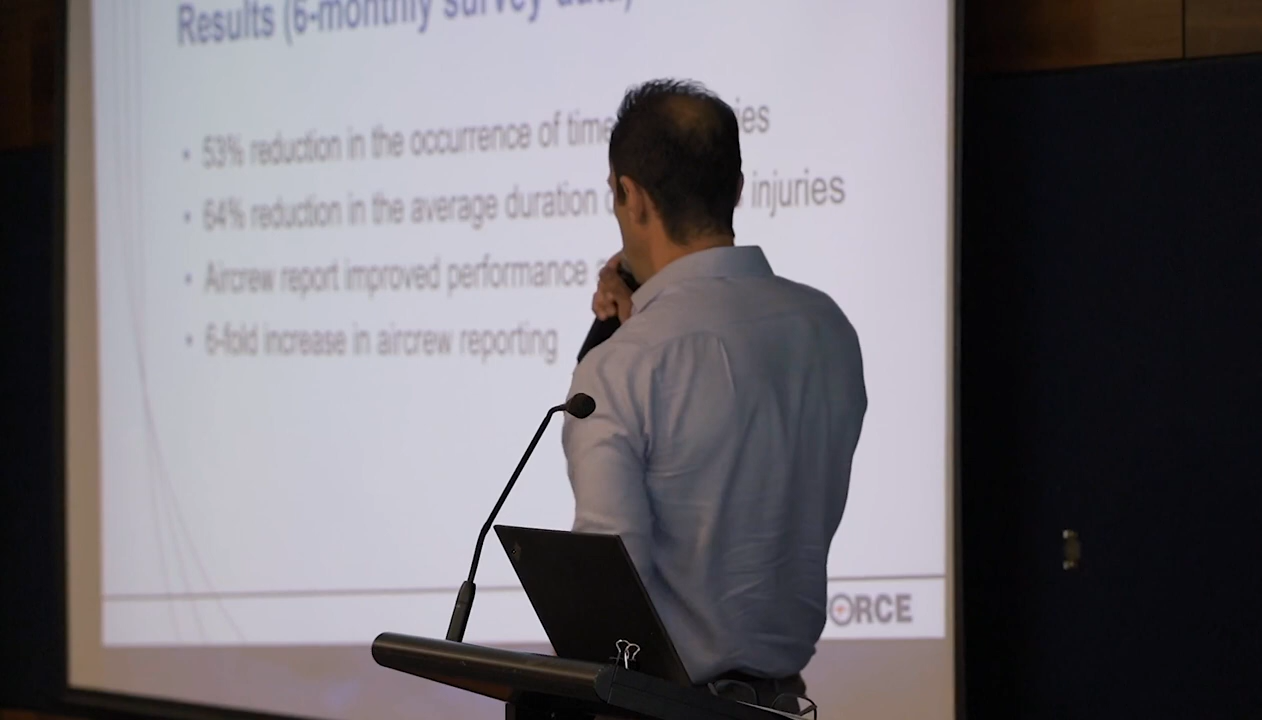 Results (6-monthly survey data)
53% reduction in the occurrence of time ies
64% reduction in the average duration injuries
Aircrew report improved performance
6-fold increase in aircrew reporting
ORCE